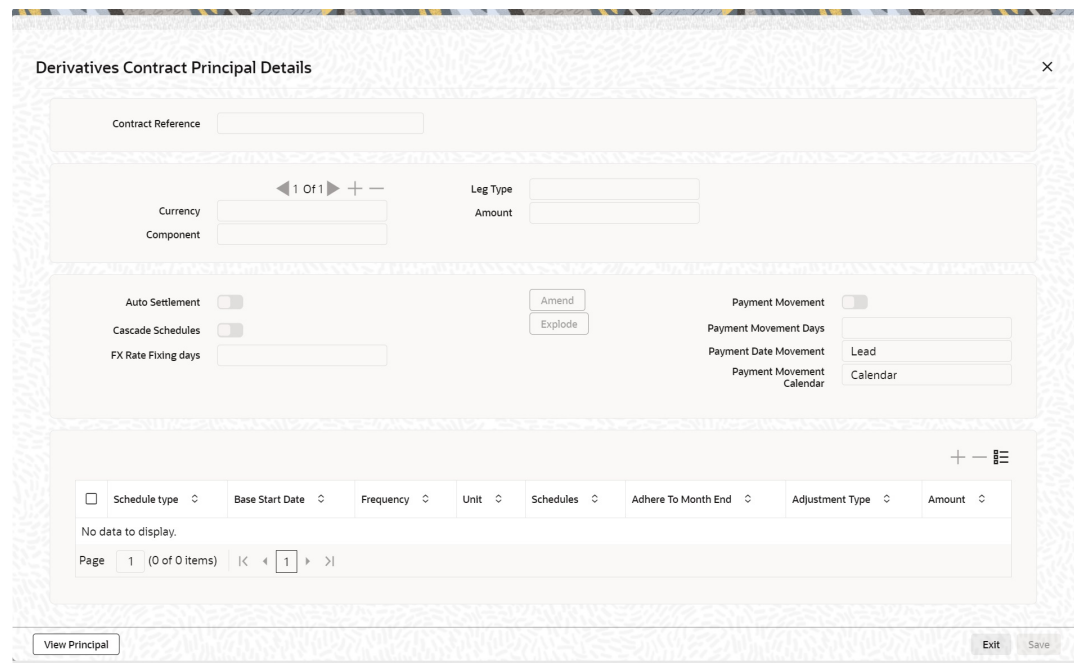 Derivatives Contract Principal Details
Contract Reference
1 Of 1
Currency
Component
Leg Type
Amount
Auto Settlement
Cascade Schedules
FX Rate Fixing days
Amend
Explode
Payment Movement
Payment Movement Days
Payment Date Movement Lead
Payment Movement
Calendar
Calendar
Schedule type Base Start Date Frequency Unit Schedules Adhere To Month End Adjustment Type Amount
No data to display.
Page 1 (0 of 0 items) 1
View Principal Exit Save